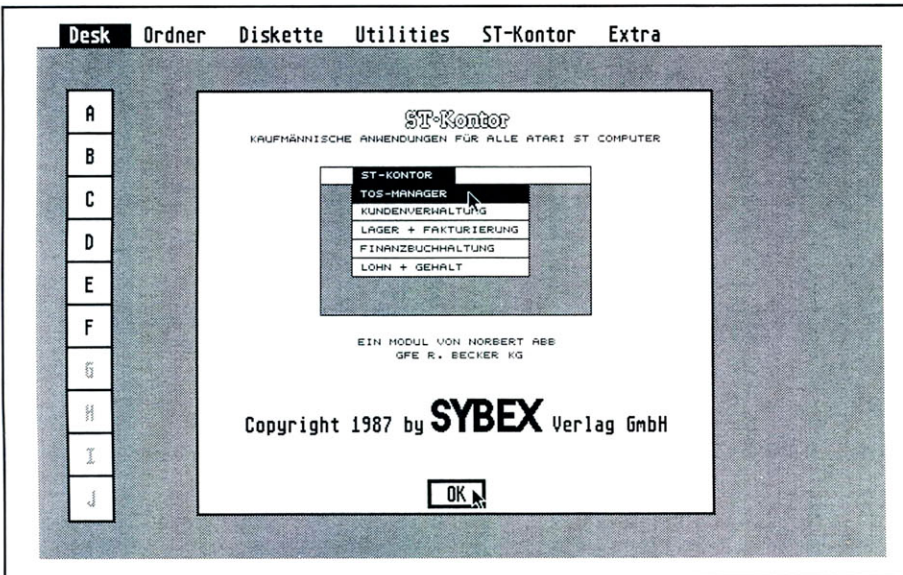 Desk Ordner Diskette Utilities ST-Kontor Extra
A
B
C
D
E
F
G
H
I
J
ST-Kontor
KAUFMÄNNISCHE ANWENDUNGEN FÜR ALLE ATARI ST COMPUTER
ST-KONTOR
TOS-MANAGER
KUNDENVERWALTUNG
LAGER + FAKTURIERUNG
FINANZBUCHHALTUNG
LOHN + GEHALT
EIN MODUL VON NORBERT ABB
GFE R. BECKER KG
Copyright 1987 by SYBEX Verlag GmbH
OK